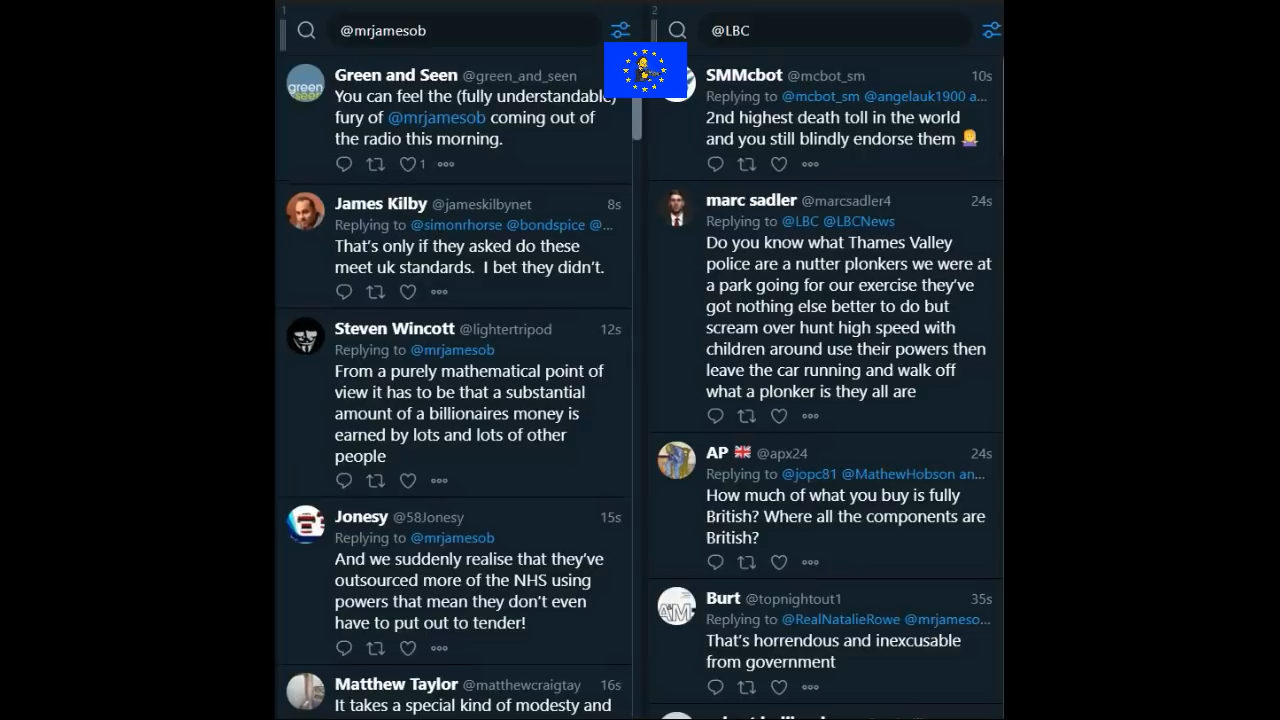 1
@mrjamesob
Green and Seen @green_and_seen
You can feel the (fully understandable)
fury of @mrjamesob coming out of
the radio this morning.
1
James Kilby @jameskilbynet 8s
Replying to @simonrhorse @bondspice @...
That's only if they asked do these
meet uk standards. I bet they didn't.
Steven Wincott @lightertripod 12s
Replying to @mrjamesob
From a purely mathematical point of
view it has to be that a substantial
amount of a billionaires money is
earned by lots and lots of other
people
Jonesy @58Jonesy 15s
Replying to @mrjamesob
And we suddenly realise that they've
outsourced more of the NHS using
powers that mean they don't even
have to put out to tender!
Matthew Taylor @matthewcraigtay 16s
It takes a special kind of modesty and
2
@LBC
SMMcbot @mcbot_sm 10s
Replying to @mcbot_sm @angelauk1900 a...
2nd highest death toll in the world
and you still blindly endorse them
marc sadler @marcsadler4 24s
Replying to @LBC @LBCNews
Do you know what Thames Valley
police are a nutter plonkers we were at
a park going for our exercise they've
got nothing else better to do but
scream over hunt high speed with
children around use their powers then
leave the car running and walk off
what a plonker is they all are
AP @apx24 24s
Replying to @jopc81 @MathewHobson an...
How much of what you buy is fully
British? Where all the components are
British?
Burt @topnightout1 35s
Replying to @RealNatalieRowe @mrjameso...
That's horrendous and inexcusable
from government